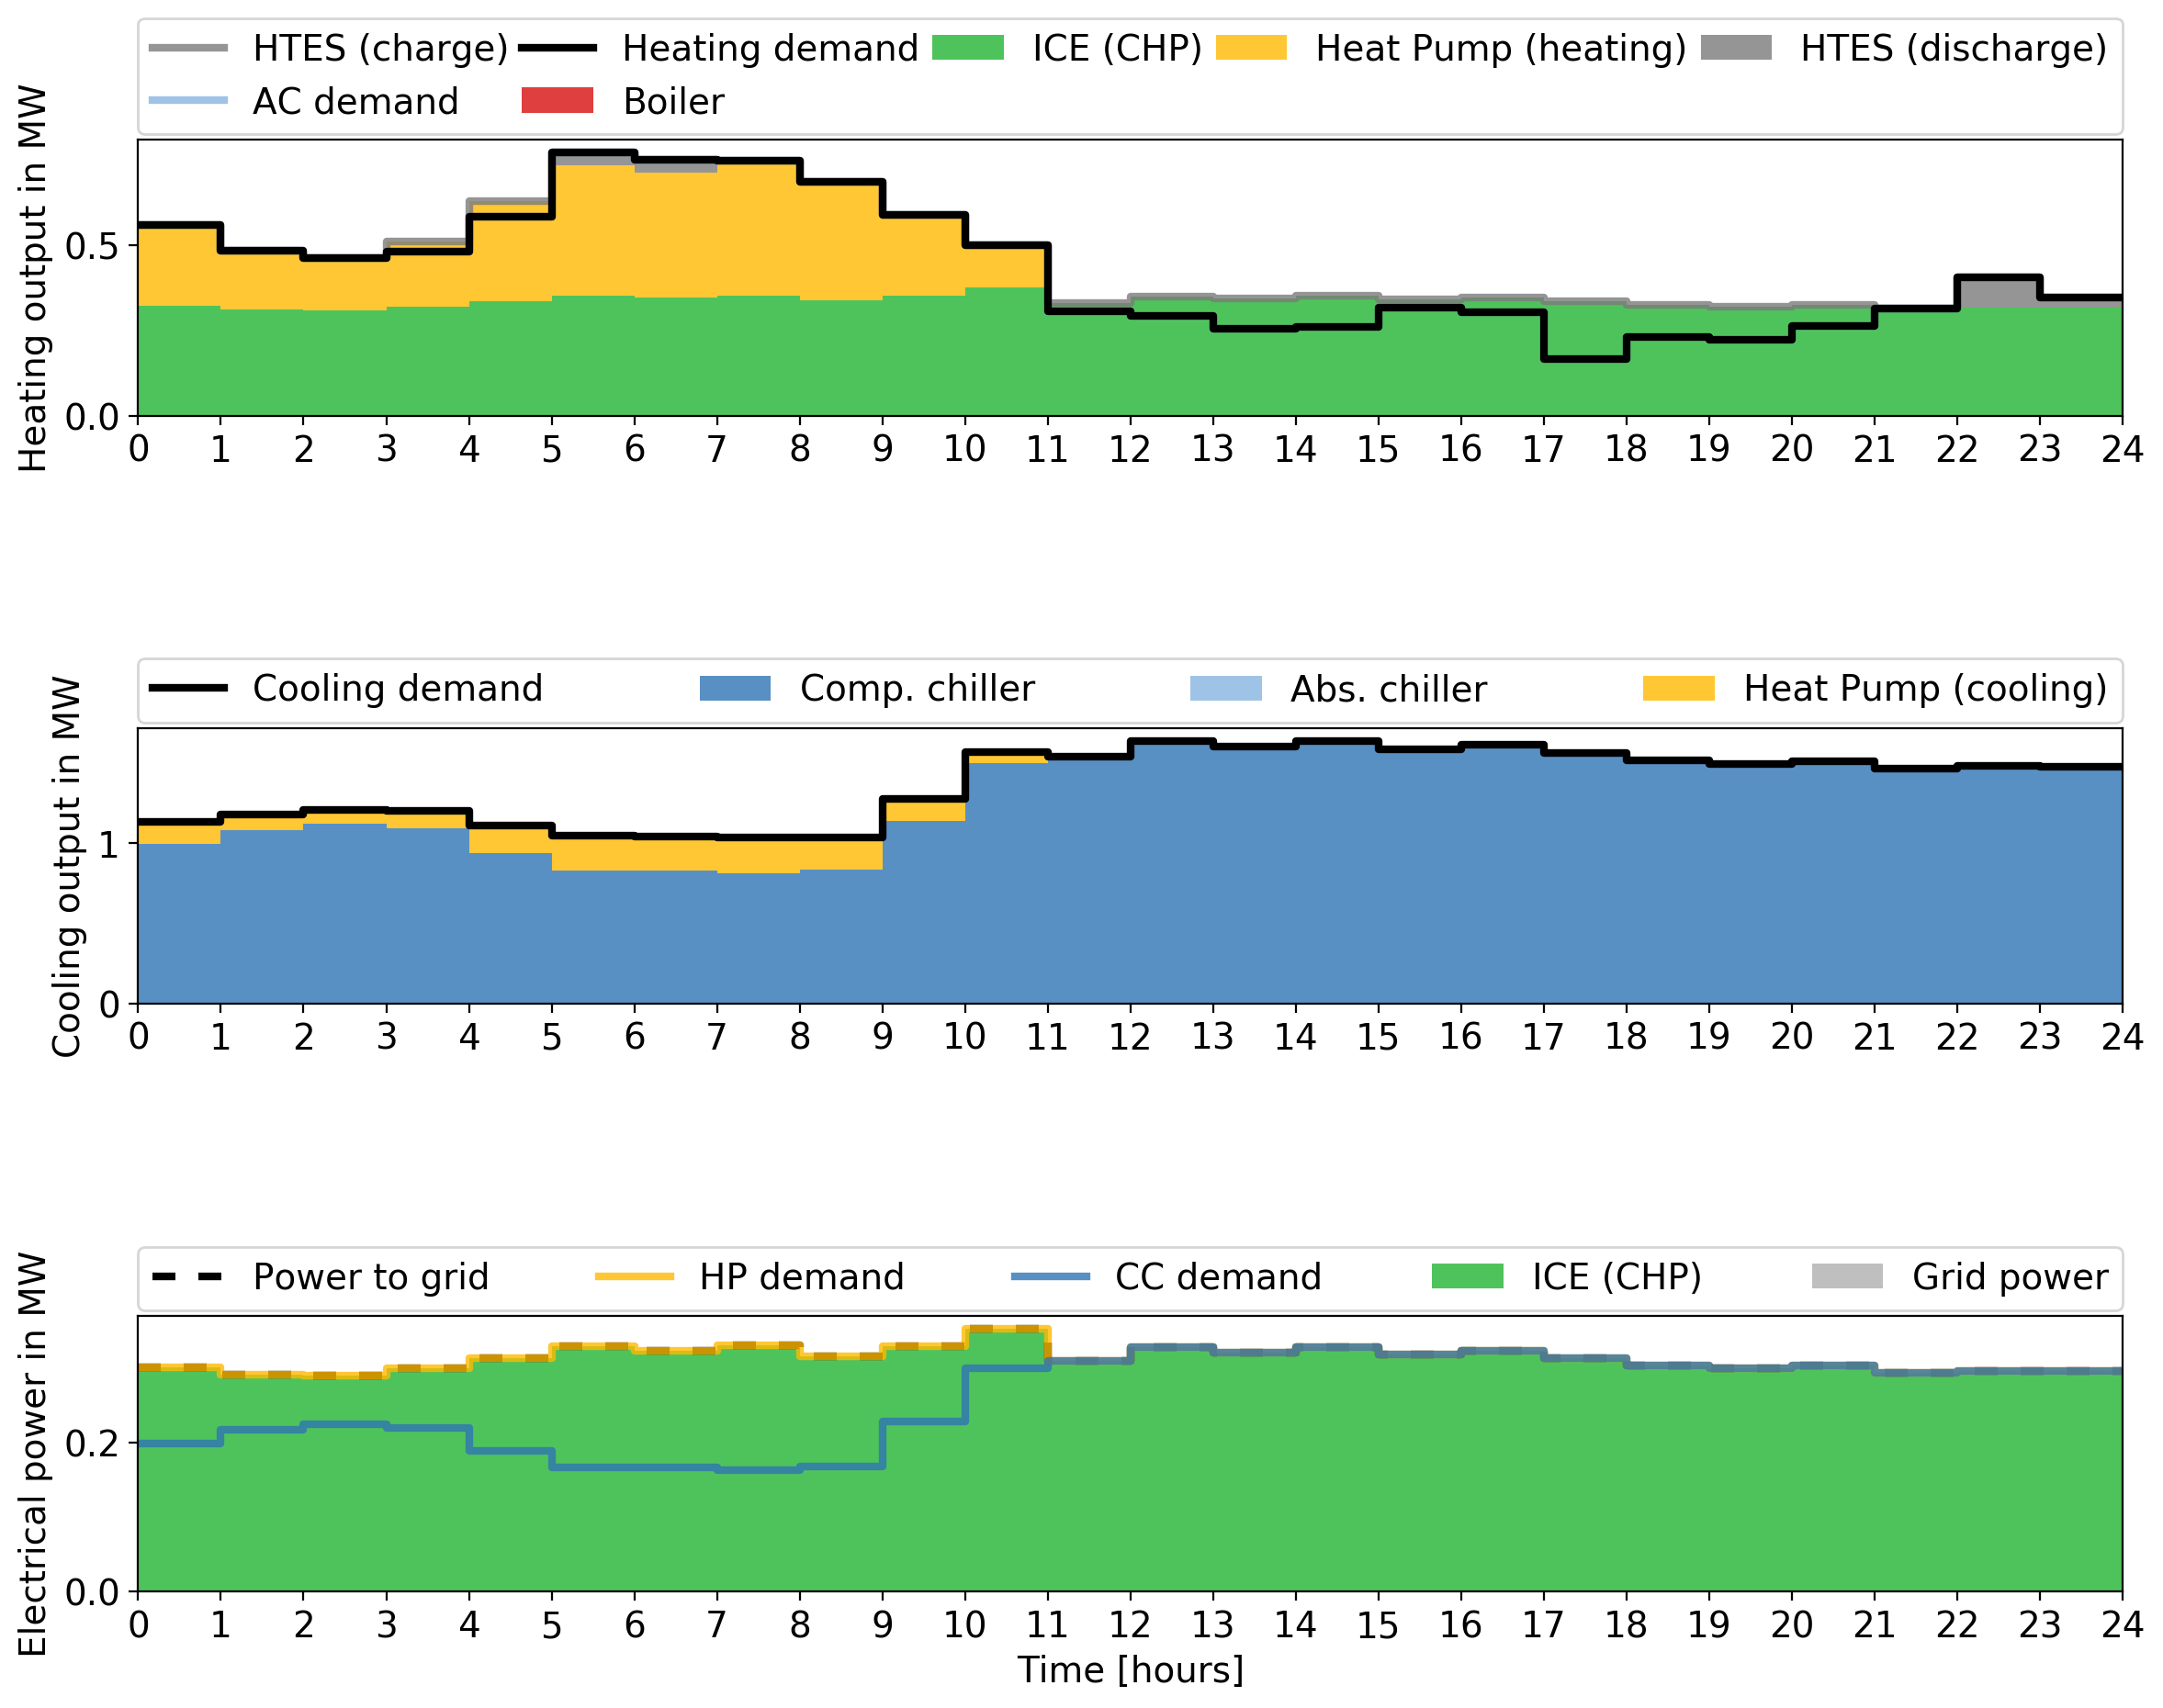 HTES (charge) Heating demand ICE (CHP) Heat Pump (heating) HTES (discharge)
AC demand Boiler
Heating output in MW
0.5
0.0
0 1 2 3 4 5 6 7 8 9 10 11 12 13 14 15 16 17 18 19 20 21 22 23 24
Cooling demand Comp. chiller Abs. chiller Heat Pump (cooling)
Cooling output in MW
1
0
0 1 2 3 4 5 6 7 8 9 10 11 12 13 14 15 16 17 18 19 20 21 22 23 24
Power to grid HP demand CC demand ICE (CHP) Grid power
Electrical power in MW
0.2
0.0
0 1 2 3 4 5 6 7 8 9 10 11 12 13 14 15 16 17 18 19 20 21 22 23 24
Time [hours]